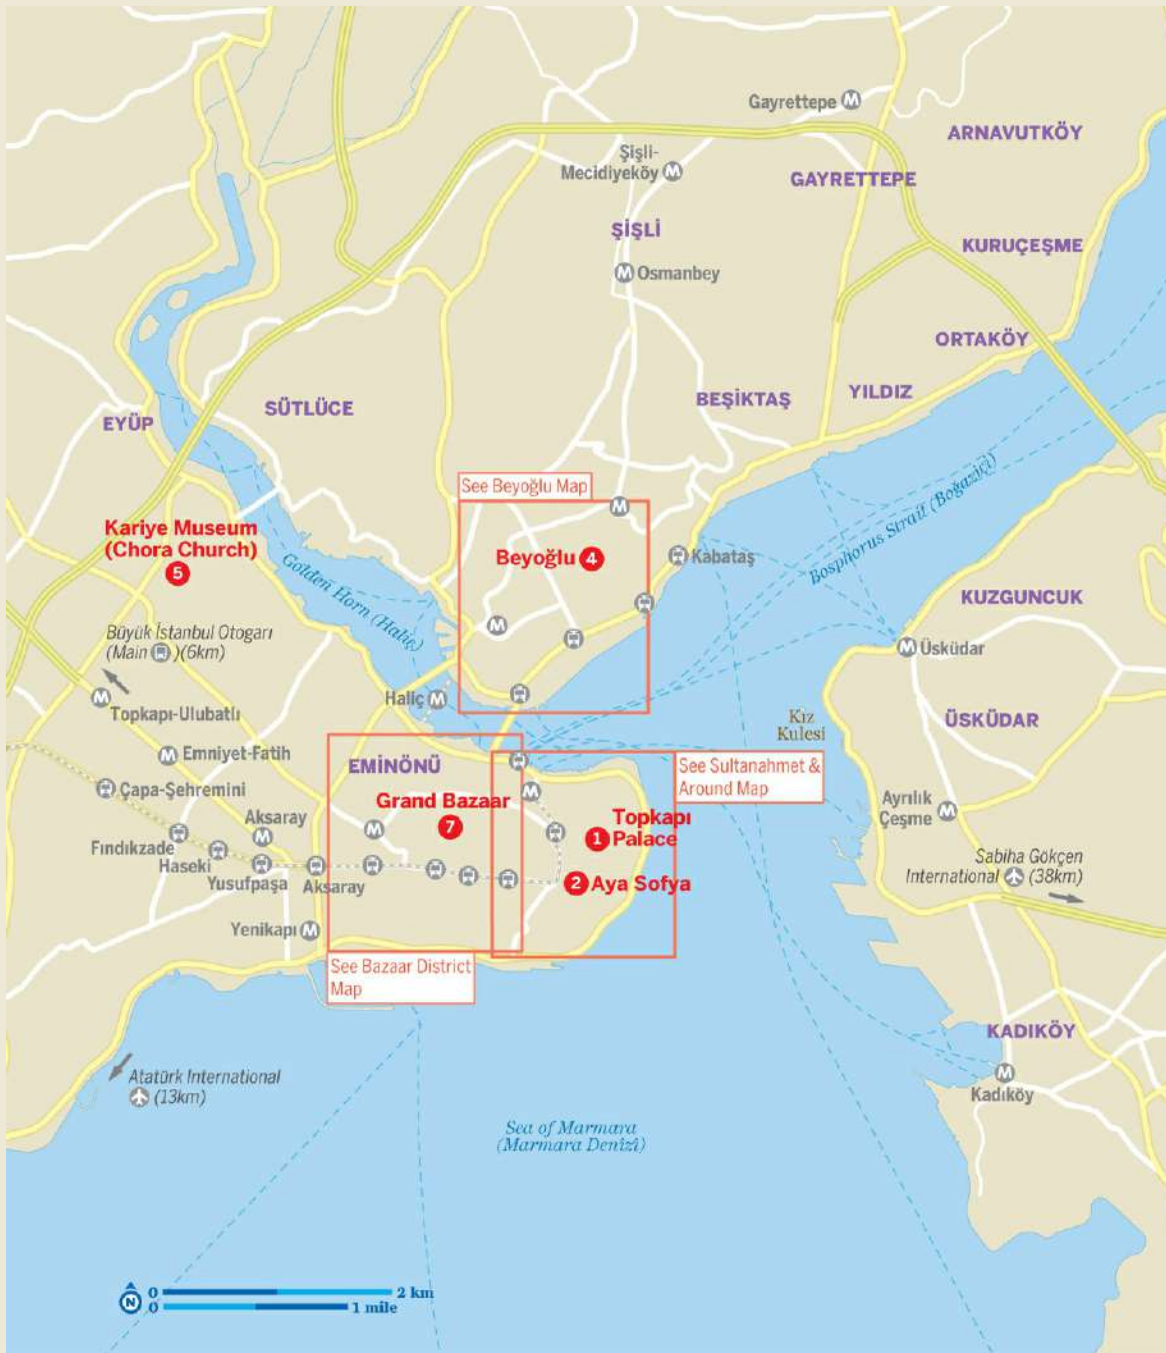 Gayrettepe
ARNAVUTKÖY
Şişli-
Mecidiyeköy
GAYRETTEPE
ŞİŞLİ
KURUÇEŞME
Osmanbey
ORTAKÖY
BEŞİKTAŞ
YILDIZ
SÜTLÜCE
EYÜP
See Beyoğlu Map
Bosphorus Strait (Boğaziçi)
Kariye Museum
(Chora Church)
5
Beyoğlu 4
Kabataş
Golden Horn (Haliç)
KUZGUNCUK
Büyük İstanbul Otogarı
(Main )(6km)
Üsküdar
Haliç
Topkapı-Ulubatlı
Kız
Kulesi
ÜSKÜDAR
Emniyet-Fatih
EMİNÖNÜ
See Sultanahmet &
Around Map
Çapa-Şehremini
Grand Bazaar
7
Aksaray
Topkapı
1 Palace
Ayrılık
Çeşme
Fındıkzade
Haseki
Yusufpaşa
Aksaray
2 Aya Sofya
Sabiha Gökçen
International (38km)
Yenikapı
See Bazaar District
Map
KADIKÖY
Kadıköy
Atatürk International
(13km)
Sea of Marmara
(Marmara Denizi)
N
0 2 km
0 1 mile